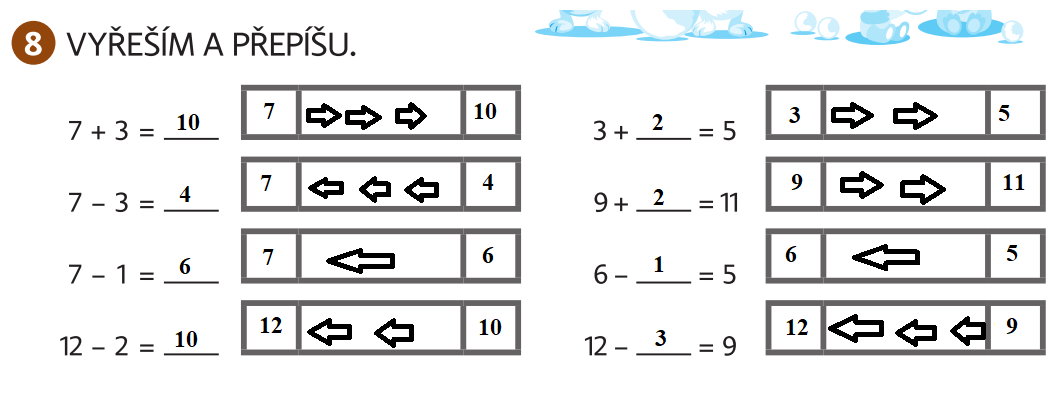 8 VYŘEŠÍM A PŘEPÍŠU.
7 + 3 = 10 7 10
3 + 2 = 5 3 5
7 – 3 = 4 7 4
9 + 2 = 11 9 11
7 – 1 = 6 7 6
6 – 1 = 5 6 5
12 – 2 = 10 12 10
12 – 3 = 9 12 9